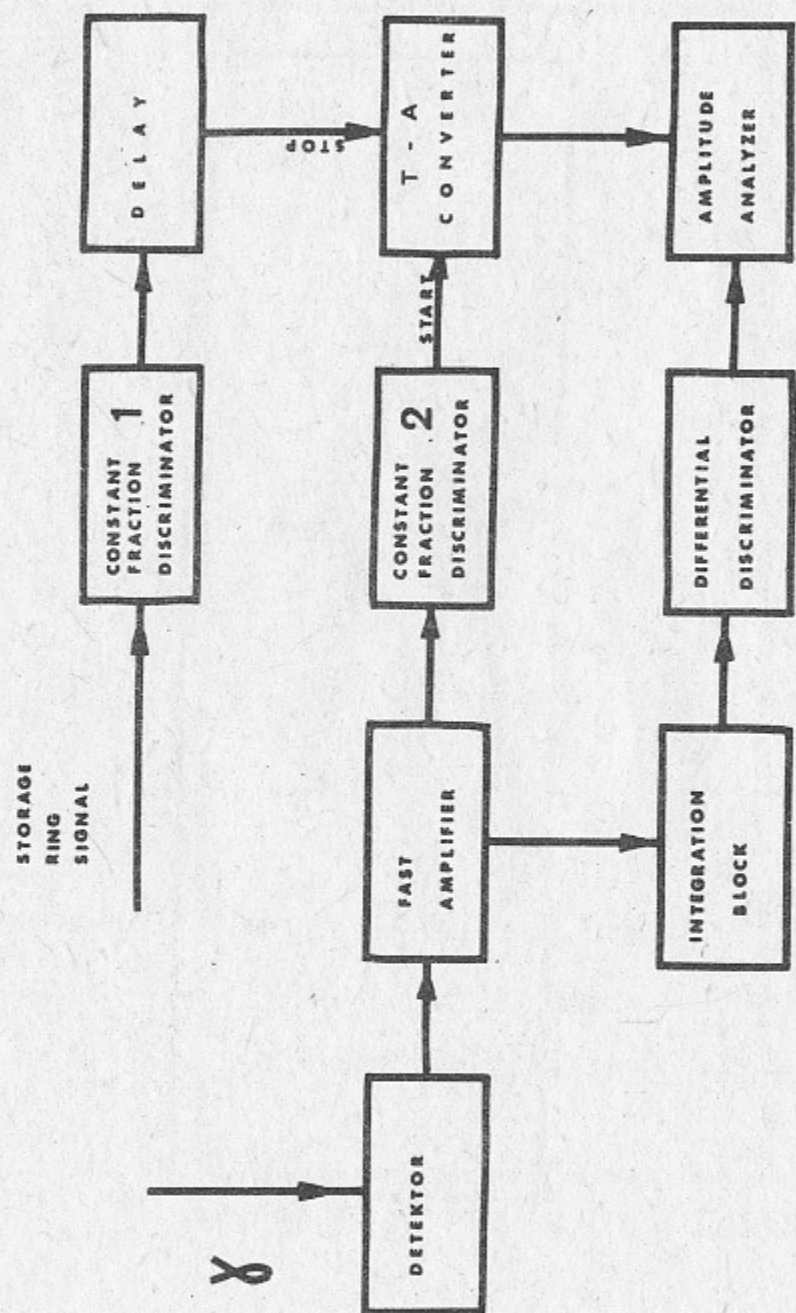 STORAGE
RING
SIGNAL
CONSTANT
FRACTION 1
DISCRIMINATOR
DELAY
STOP
γ
DETEKTOR
FAST
AMPLIFIER
CONSTANT
FRACTION 2
DISCRIMINATOR
START
T - A
CONVERTER
INTEGRATION
BLOCK
DIFFERENTIAL
DISCRIMINATOR
AMPLITUDE
ANALYZER